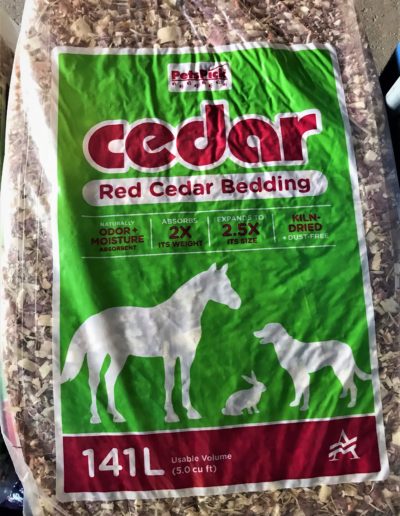 PetsPick
cedar
Red Cedar Bedding
NATURALLY
ODOR +
MOISTURE
ABSORBENT
ABSORBS
2X
ITS WEIGHT
EXPANDS TO
2.5X
ITS SIZE
KILN-
DRIED
+ DUST-FREE
141L
Usable Volume
(5.0 cu ft)